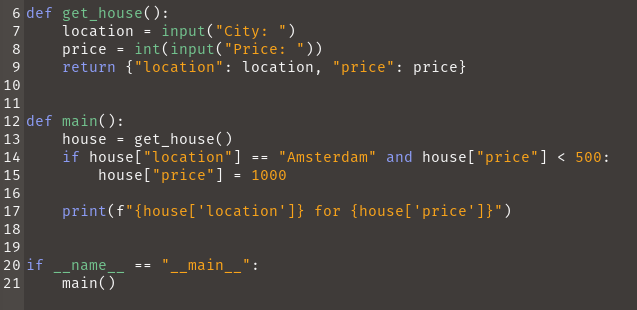 6 def get_house():
7     location = input("City: ")
8     price = int(input("Price: "))
9     return {"location": location, "price": price}
10
11
12 def main():
13     house = get_house()
14     if house["location"] == "Amsterdam" and house["price"] < 500:
15         house["price"] = 1000
16
17     print(f"{house['location']} for {house['price']}")
18
19
20 if __name__ == "__main__":
21     main()